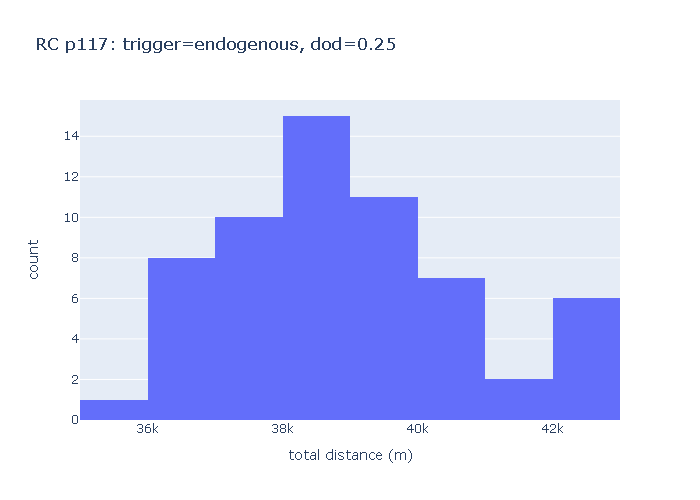 RC p117: trigger=endogenous, dod=0.25
14
12
10
8
6
4
2
0
count
36k
38k
40k
42k
total distance (m)